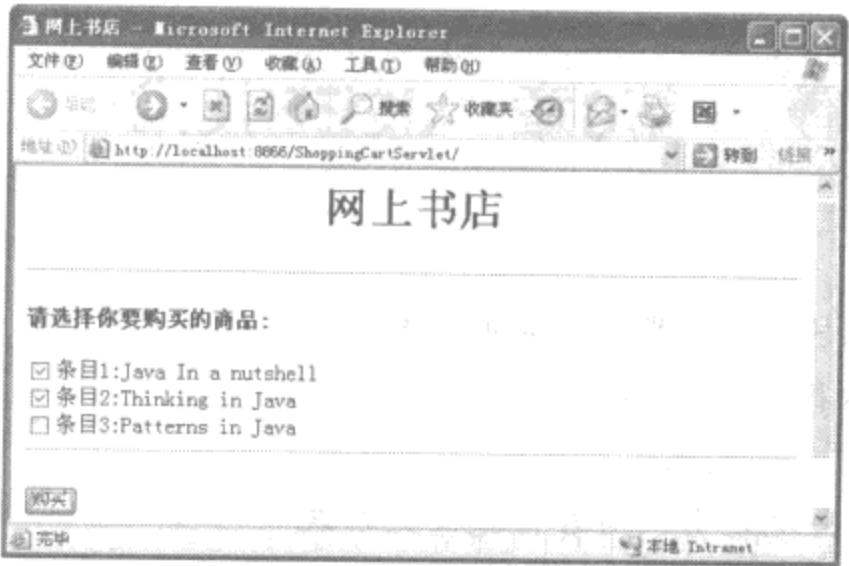 网上书店 - Microsoft Internet Explorer
文件(F) 编辑(E) 查看(V) 收藏(A) 工具(T) 帮助(H)
搜索 收藏夹
地址(D) http://localhost:8866/ShoppingCartServlet/ 转到 链接 »
网上书店
请选择你要购买的商品:
条目1:Java In a nutshell
条目2:Thinking in Java
条目3:Patterns in Java
购买
完毕 本地 Intranet